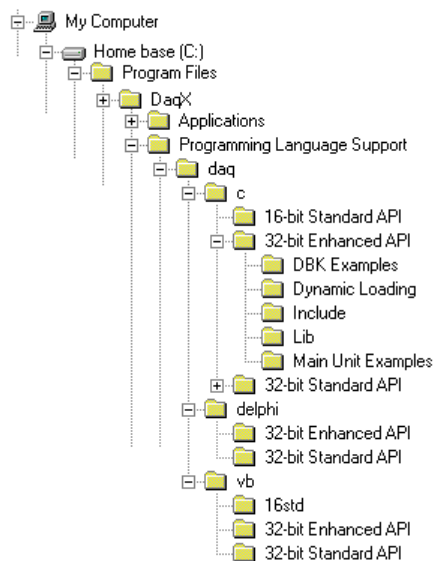 My Computer
Home base (C:)
Program Files
DaqX
Applications
Programming Language Support
daq
c
16-bit Standard API
32-bit Enhanced API
DBK Examples
Dynamic Loading
Include
Lib
Main Unit Examples
32-bit Standard API
delphi
32-bit Enhanced API
32-bit Standard API
vb
16std
32-bit Enhanced API
32-bit Standard API